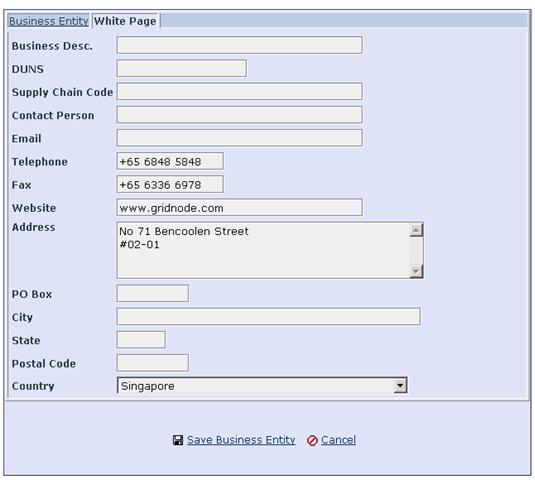 Business Entity White Page
Business Desc.
DUNS
Supply Chain Code
Contact Person
Email
Telephone +65 6848 5848
Fax +65 6336 6978
Website www.gridnode.com
Address No 71 Bencoolen Street
#02-01
PO Box
City
State
Postal Code
Country Singapore
Save Business Entity Cancel